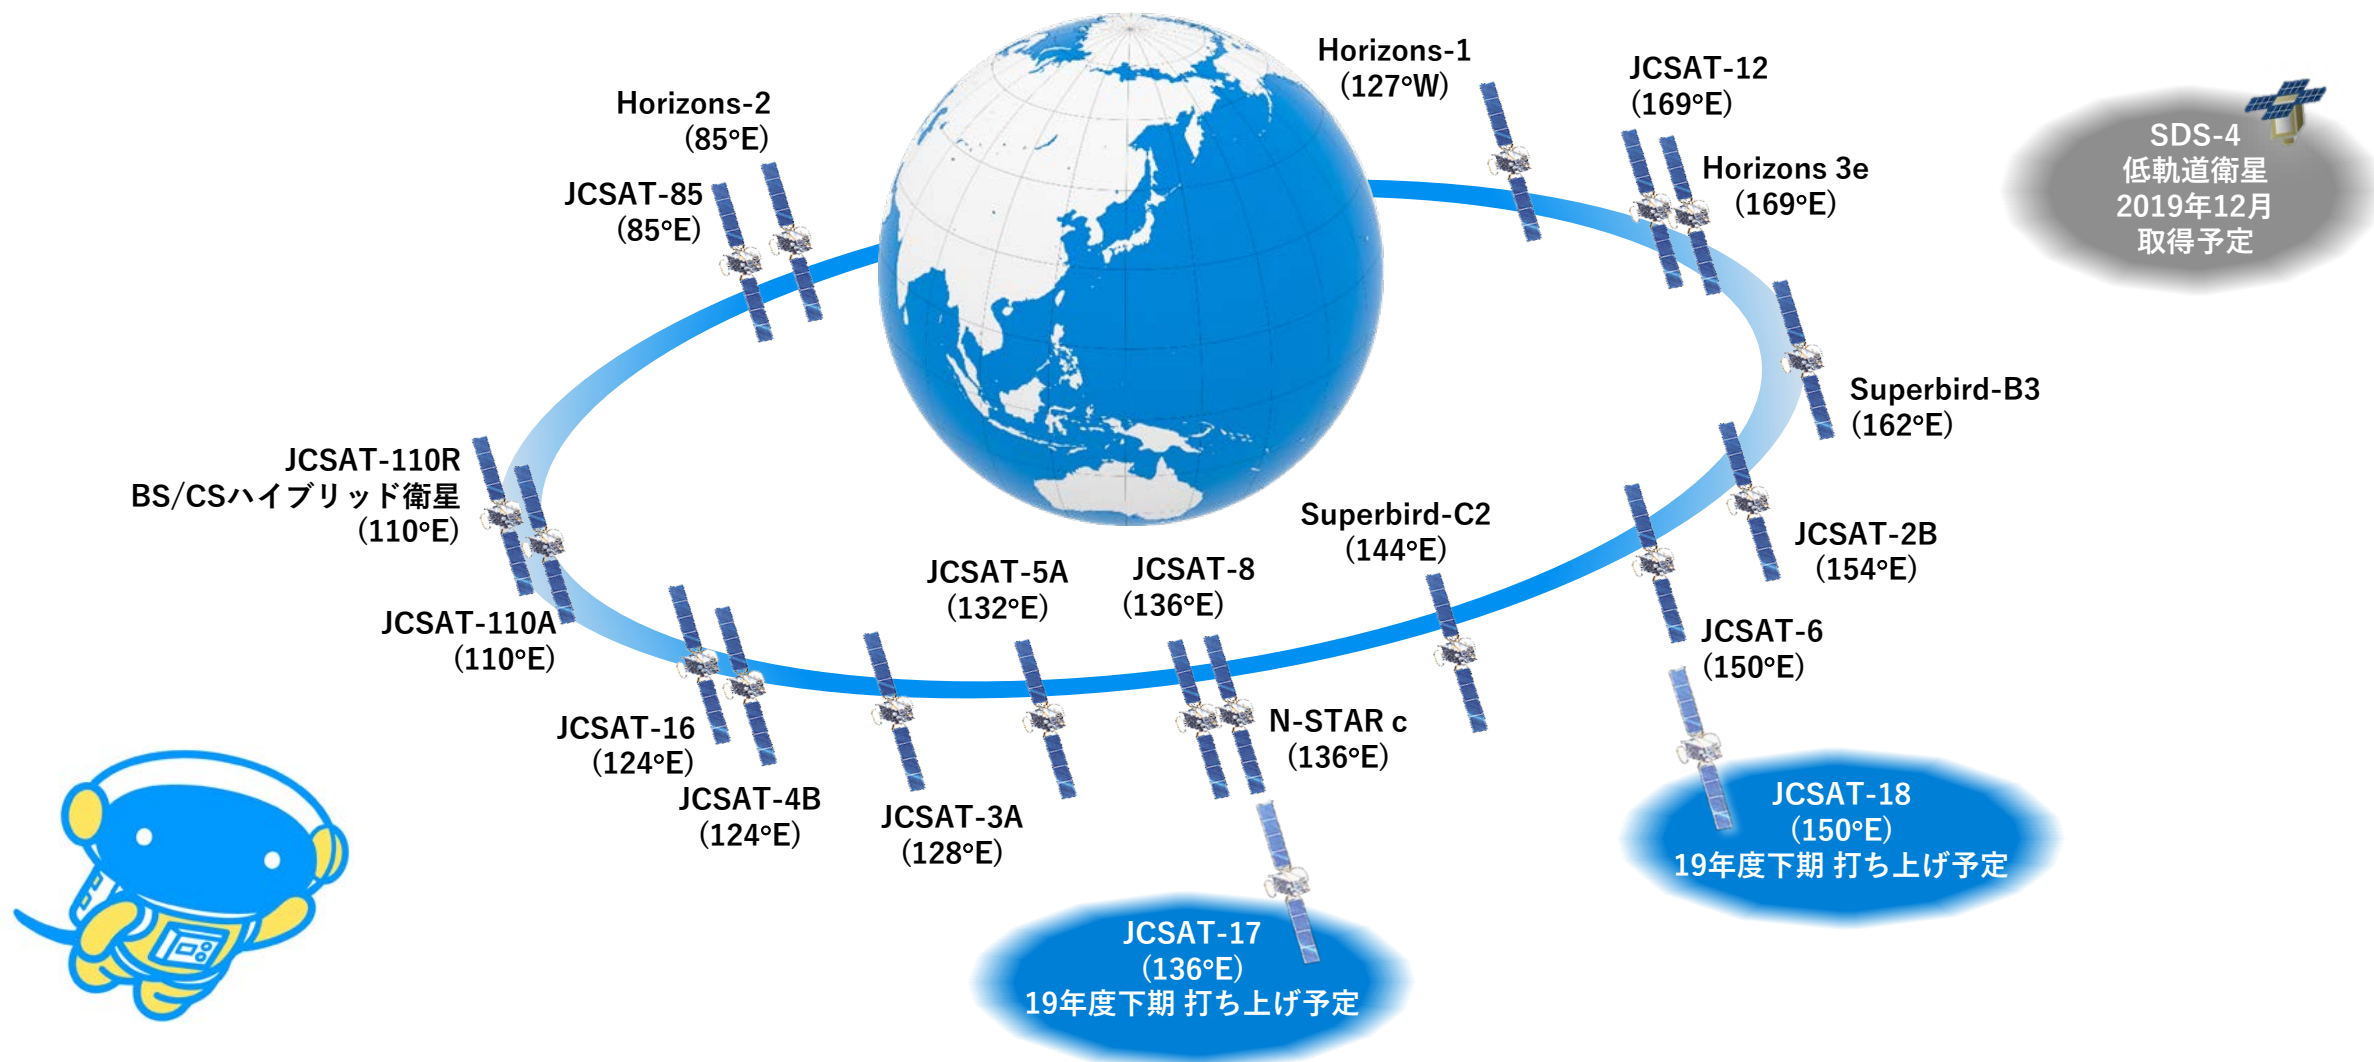 Horizons-1
(127°W)
JCSAT-12
(169°E)
Horizons-2
(85°E)
SDS-4
低軌道衛星
2019年12月
取得予定
Horizons 3e
(169°E)
JCSAT-85
(85°E)
Superbird-B3
(162°E)
JCSAT-110R
BS/CSハイブリッド衛星
(110°E)
Superbird-C2
(144°E)
JCSAT-2B
(154°E)
JCSAT-5A
(132°E)
JCSAT-8
(136°E)
JCSAT-110A
(110°E)
JCSAT-6
(150°E)
JCSAT-16
(124°E)
N-STAR c
(136°E)
JCSAT-4B
(124°E)
JCSAT-3A
(128°E)
JCSAT-18
(150°E)
19年度下期 打ち上げ予定
JCSAT-17
(136°E)
19年度下期 打ち上げ予定